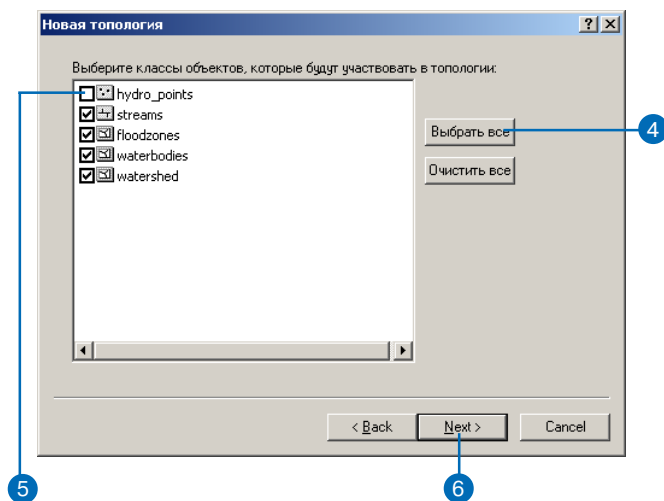 Новая топология
Выберите классы объектов, которые будут участвовать в топологии:
hydro_points
streams
floodzones
waterbodies
watershed
Выбрать все
4
Очистить все
< Back
Next >
Cancel
5
6